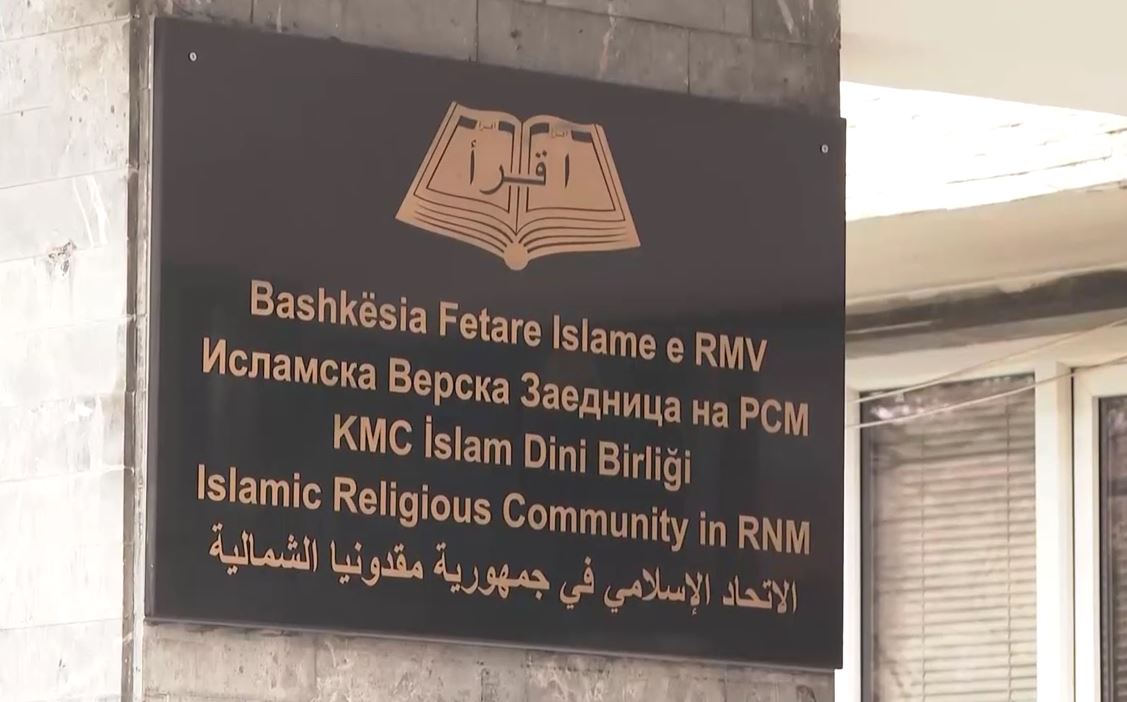 اقرأ
Bashkësia Fetare Islame e RMV
Исламска Верска Заедница на РСМ
KMC İslam Dini Birliği
Islamic Religious Community in RNM
الاتحاد الإسلامي في جمهورية مقدونيا الشمالية